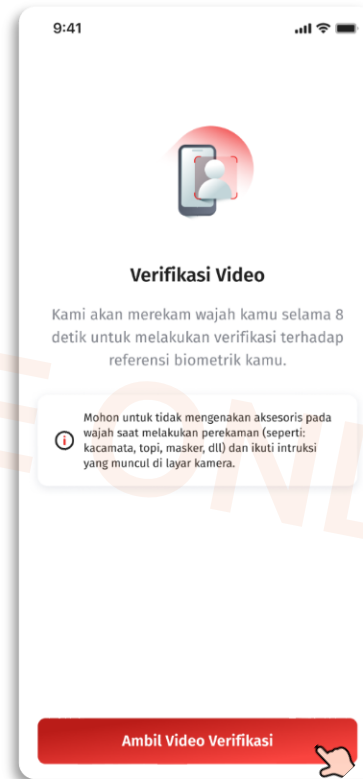 9:41
Verifikasi Video
Kami akan merekam wajah kamu selama 8
detik untuk melakukan verifikasi terhadap
referensi biometrik kamu.
Mohon untuk tidak mengenakan aksesoris pada
wajah saat melakukan perekaman (seperti:
kacamata, topi, masker, dll) dan ikuti intruksi
yang muncul di layar kamera.
Ambil Video Verifikasi